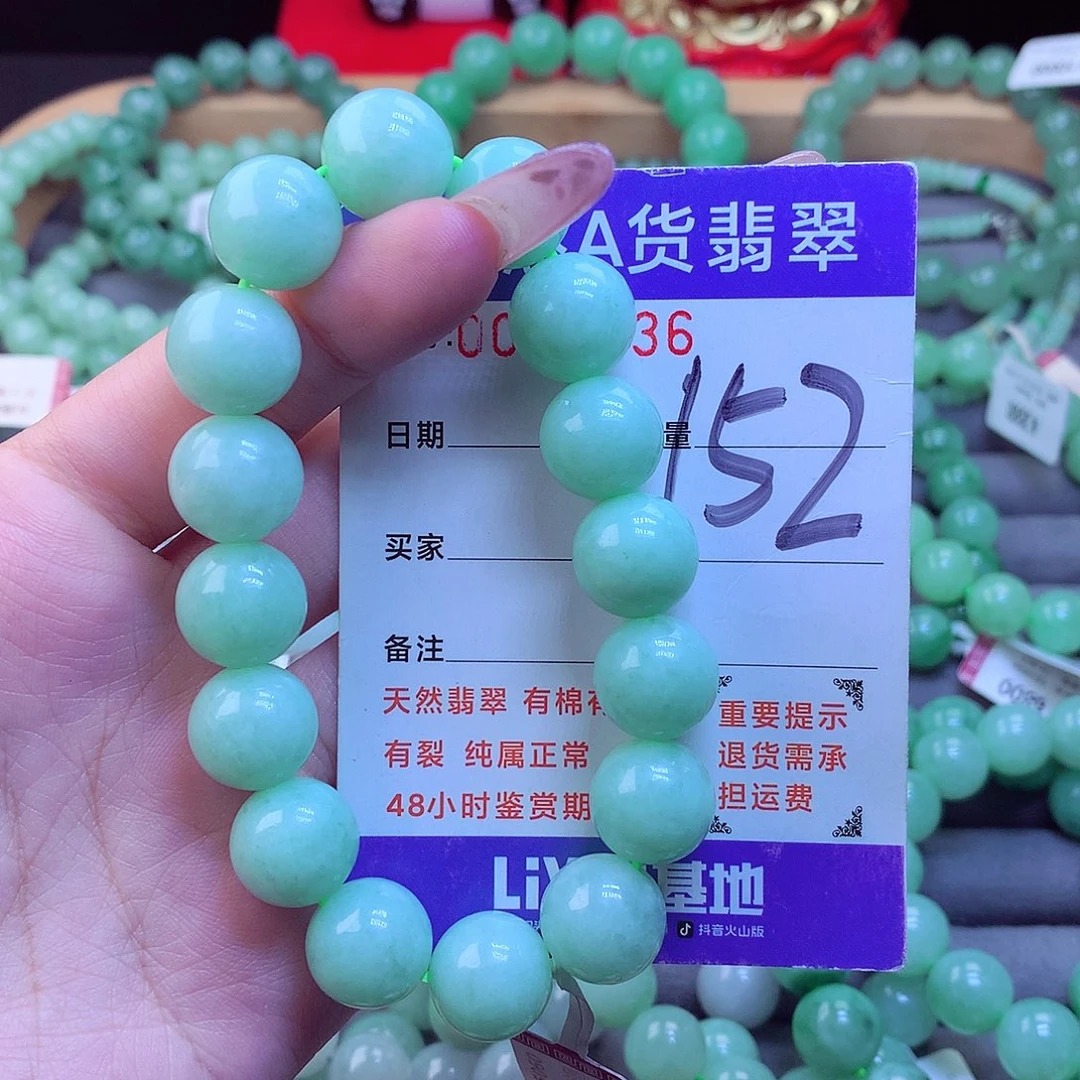 A货翡翠
00 36
日期
量 152
买家
备注
天然翡翠 有棉
有裂 纯属正常
48小时鉴赏期
重要提示
退货需承
担运费
LiY 基地
抖音火山版